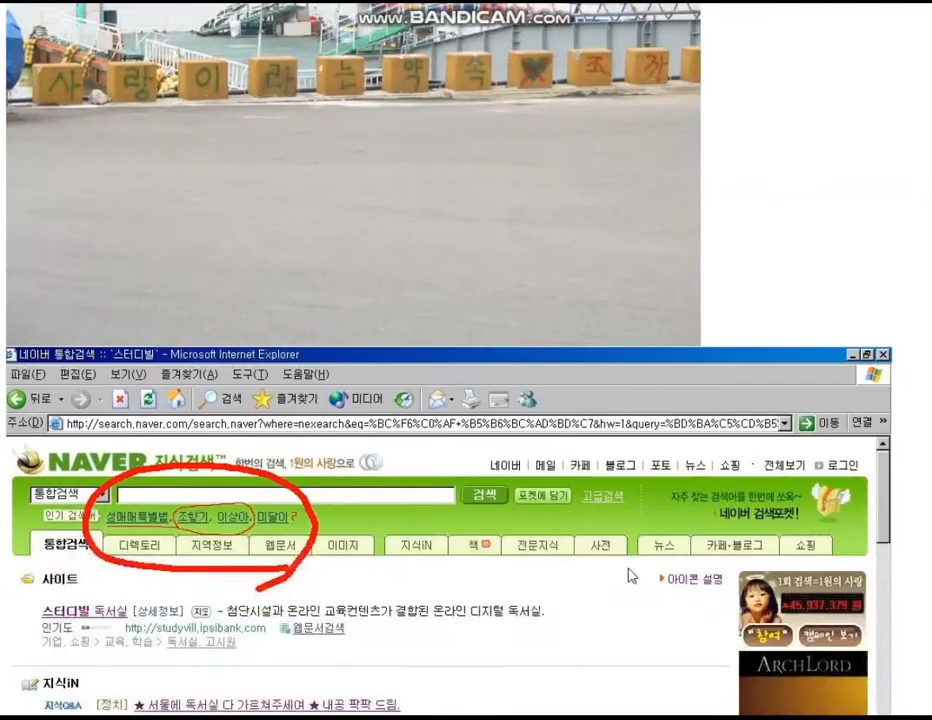 www.BANDICAM.com
사랑이라는 약속 조각
네이버 통합검색 :: '스터디빌' - Microsoft Internet Explorer
파일(F) 편집(E) 보기(V) 즐겨찾기(A) 도구(T) 도움말(H)
뒤로 검색 즐겨찾기 미디어
주소(D) http://search.naver.com/search.naver?where=nexearch&eq=%BC%F6%C0%AF+%B5%B6%BC%AD%BD%C7&hw=1&query=%BD%BA%C5%CD%B5 이동 연결 »
NAVER 지식검색™ 한번의 검색, 1원의 사랑으로 네이버 | 메일 | 카페 | 블로그 | 포토 | 뉴스 | 쇼핑 · 전체보기 로그인
통합검색 검색 포켓에 담기 고급검색 자주 찾는 검색어를 한번에 쏘옥~
인기 검색어 성매매특별법, 조향기, 이상아, 미달이 네이버 검색포켓!
통합검색 디렉토리 지역정보 웹문서 이미지 지식iN 책 전문지식 사전 뉴스 카페·블로그 쇼핑
사이트 아이콘 설명
1회 검색=1원의 사랑
45,937,379 원
"참여" 캠페인 보기
스터디빌 독서실 [상세정보] 지도 - 첨단시설과 온라인 교육컨텐츠가 결합된 온라인 디지털 독서실.
인기도 http://studyvill.ipsibank.com 웹문서검색
기업, 쇼핑 > 교육, 학습 > 독서실, 고시원
ARCHLORD
지식iN
지식Q&A [정치] ★ 서울에 독서실 다 가르쳐주세여 ★ 내공 팍팍 드림.